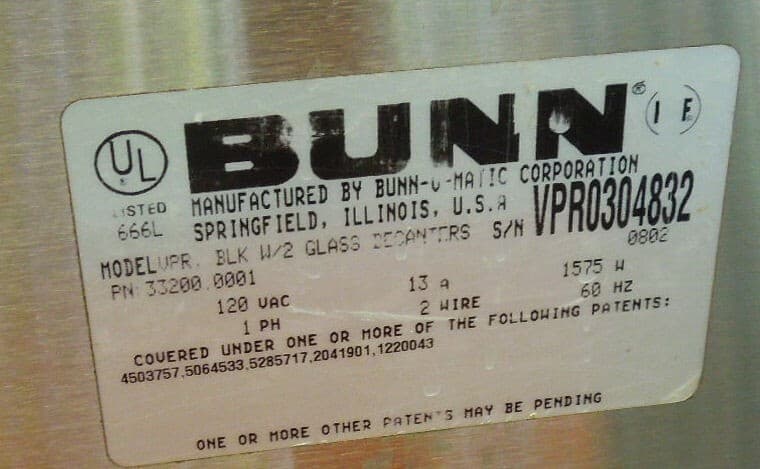 BUNN®
UL
®
LISTED
666L
MANUFACTURED BY BUNN-O-MATIC CORPORATION
SPRINGFIELD, ILLINOIS, U.S.A
S/N VPR0304832
0802
MODEL VPR. BLK W/2 GLASS DECANTERS
PN: 33200.0001
120 VAC 13 A 1575 W
1 PH 2 WIRE 60 HZ
COVERED UNDER ONE OR MORE OF THE FOLLOWING PATENTS:
4503757,5064533,5285717,2041901,1220043
ONE OR MORE OTHER PATENTS MAY BE PENDING